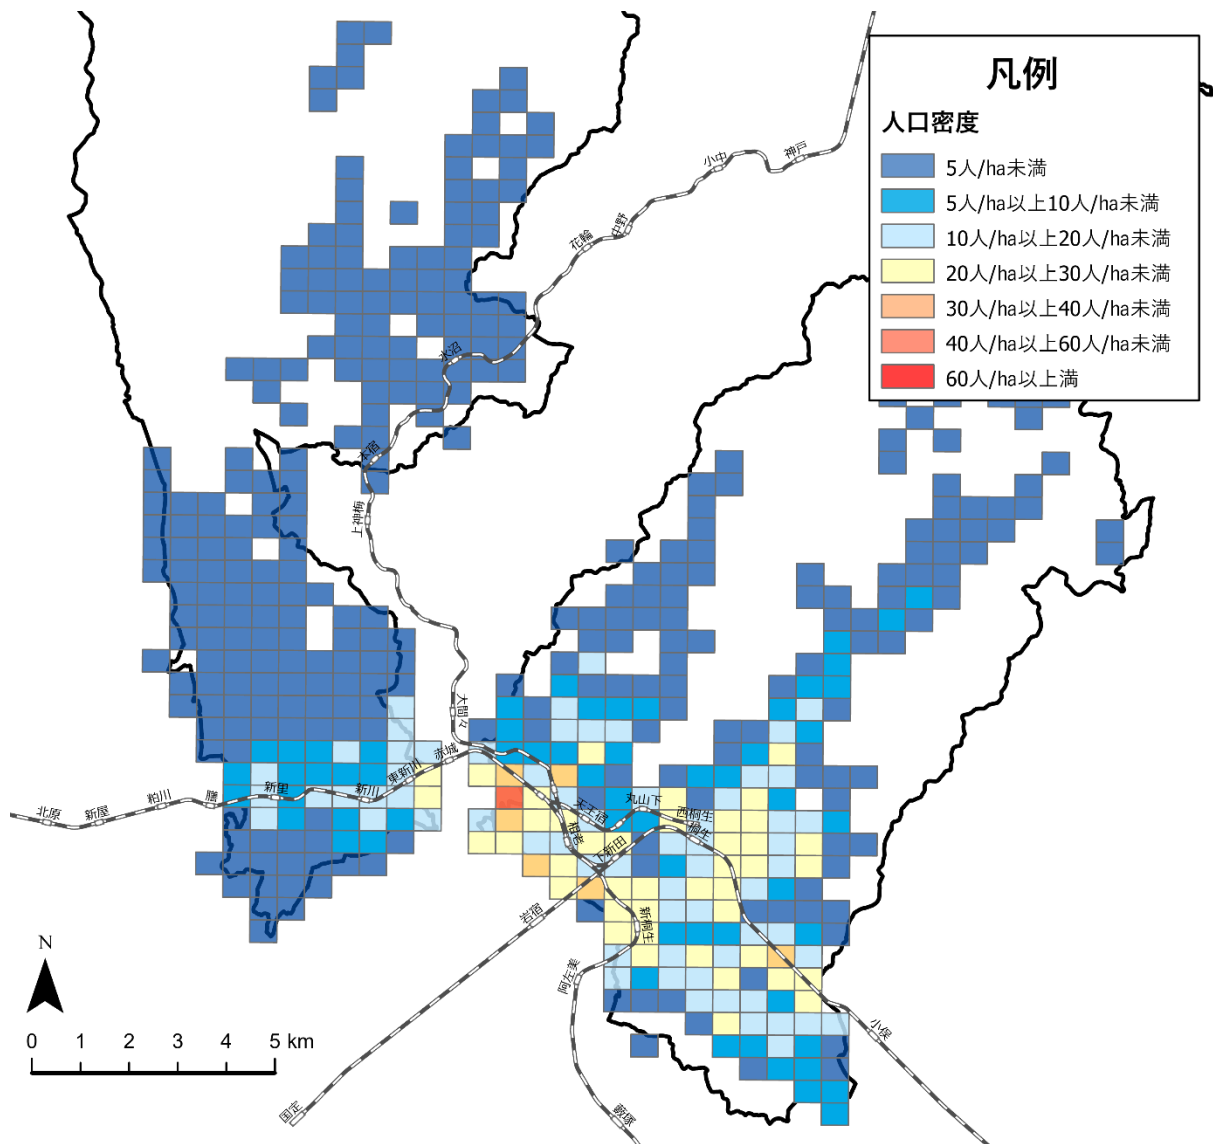 凡例
人口密度
5人/ha未満
5人/ha以上10人/ha未満
10人/ha以上20人/ha未満
20人/ha以上30人/ha未満
30人/ha以上40人/ha未満
40人/ha以上60人/ha未満
60人/ha以上満
神戸
小中
中野
花輪
水沼
本宿
上神梅
大間々
赤城
東新川
新川
新里
膳
粕川
新屋
北原
天王宿
丸山下
西桐生
桐生
相老
下新田
岩宿
新桐生
阿左美
小俣
国定
藪塚
N
0 1 2 3 4 5 km